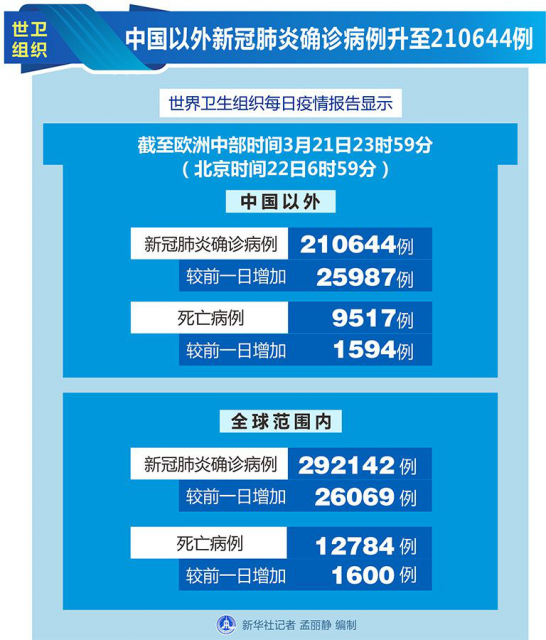 世卫
组织
中国以外新冠肺炎确诊病例升至210644例
世界卫生组织每日疫情报告显示
截至欧洲中部时间3月21日23时59分
（北京时间22日6时59分）
中国以外
新冠肺炎确诊病例 210644例
较前一日增加 25987例
死亡病例 9517例
较前一日增加 1594例
全球范围内
新冠肺炎确诊病例 292142例
较前一日增加 26069例
死亡病例 12784例
较前一日增加 1600例
新华社记者 孟丽静 编制